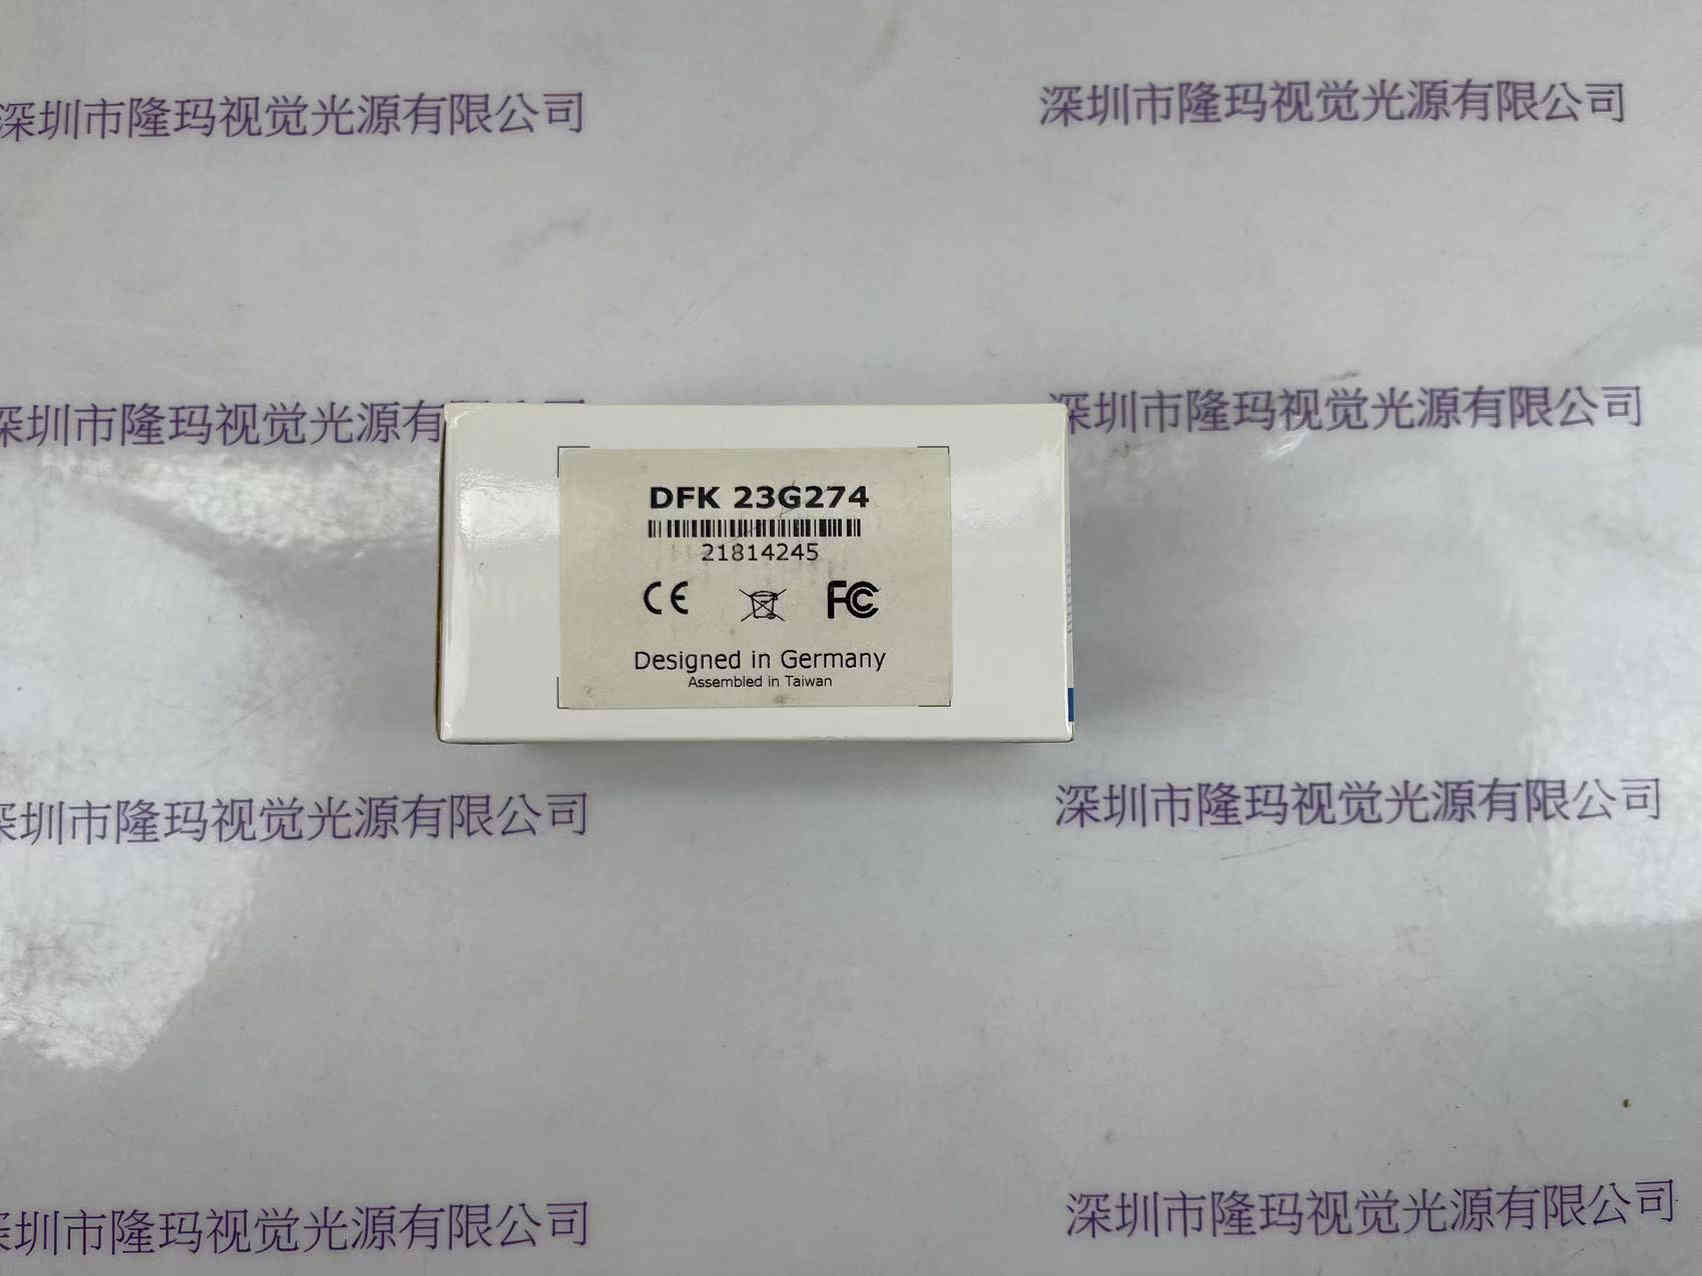 深圳市隆玛视觉光源有限公司
深圳市隆玛视觉光源有限公司
深圳市隆玛视觉光源有
深圳市隆玛视觉光源有限公司
DFK 23G274
21814245
CE
FC
Designed in Germany
Assembled in Taiwan
深圳市隆玛视觉光源有限公司
深圳市隆玛视觉光源有限公司
深圳市隆玛视觉光源有限公司
深圳市隆玛视觉光源有限公司